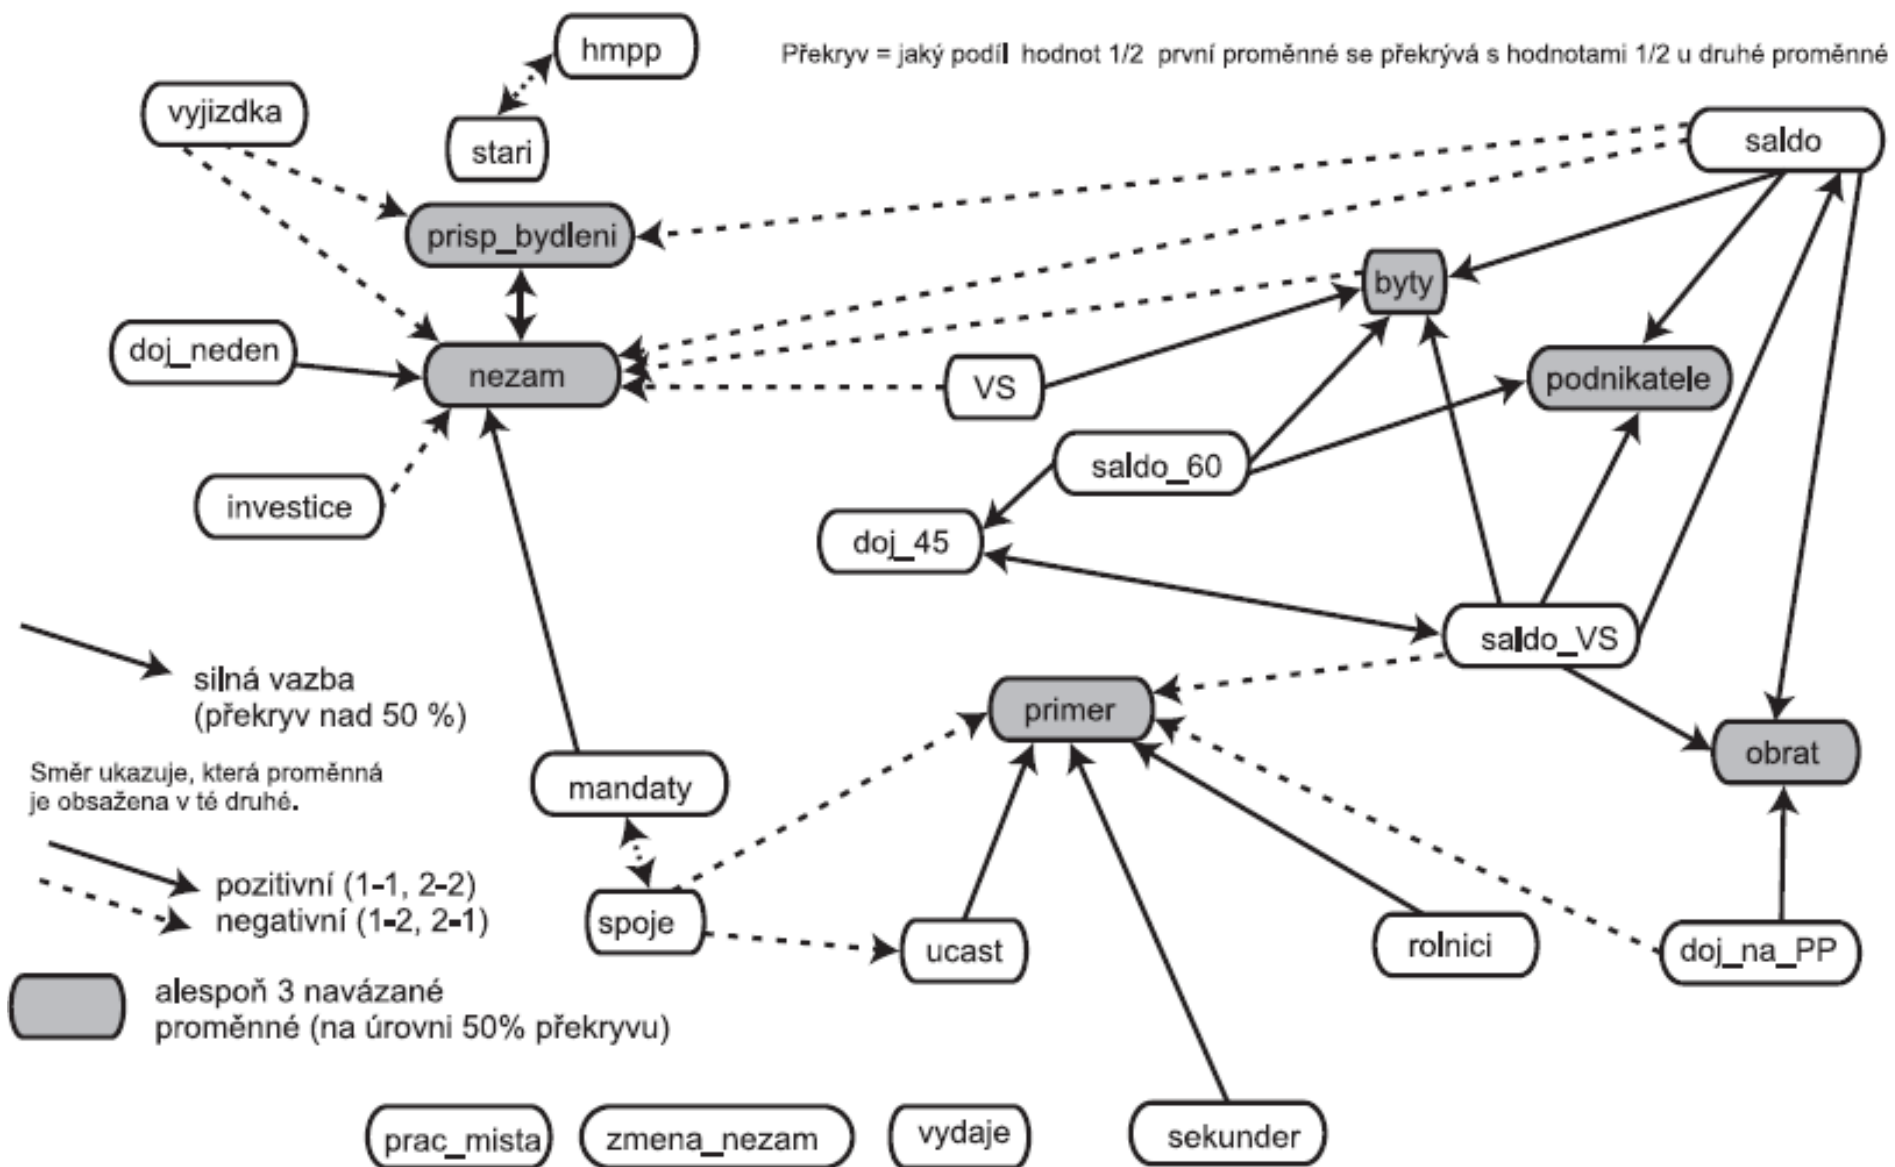 hmpp
Překryv = jaký podíl hodnot 1/2 první proměnné se překrývá s hodnotami 1/2 u druhé proměnné
vyjizdka
stari
saldo
prisp_bydleni
byty
doj_neden
nezam
VS
podnikatele
saldo_60
investice
doj_45
saldo_VS
silná vazba
(překryv nad 50 %)
primer
obrat
Směr ukazuje, která proměnná
je obsažena v té druhé.
mandaty
pozitivní (1-1, 2-2)
negativní (1-2, 2-1)
spoje
ucast
rolnici
doj_na_PP
alespoň 3 navázané
proměnné (na úrovni 50% překryvu)
prac_mista
zmena_nezam
vydaje
sekunder